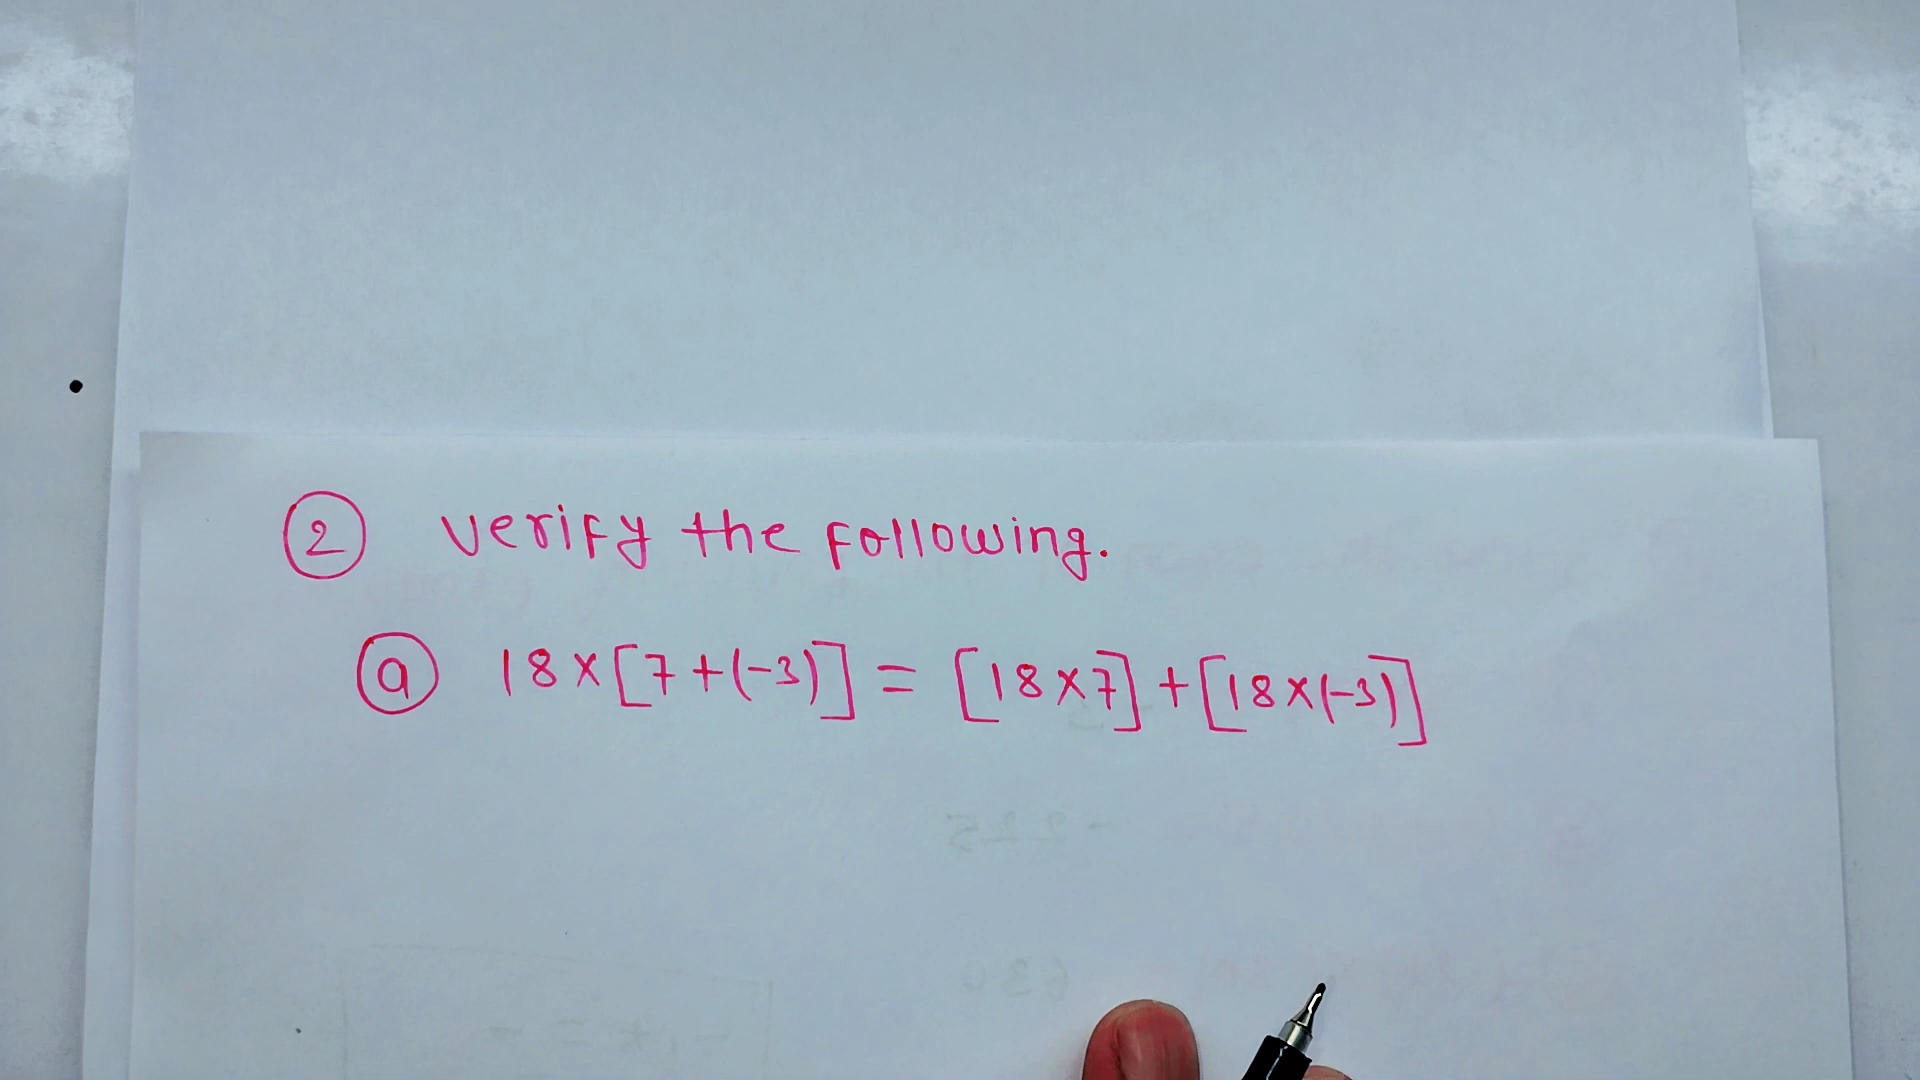 2 Verify the following.
a 18×[7+(-3)] = [18×7]+[18×(-3)]